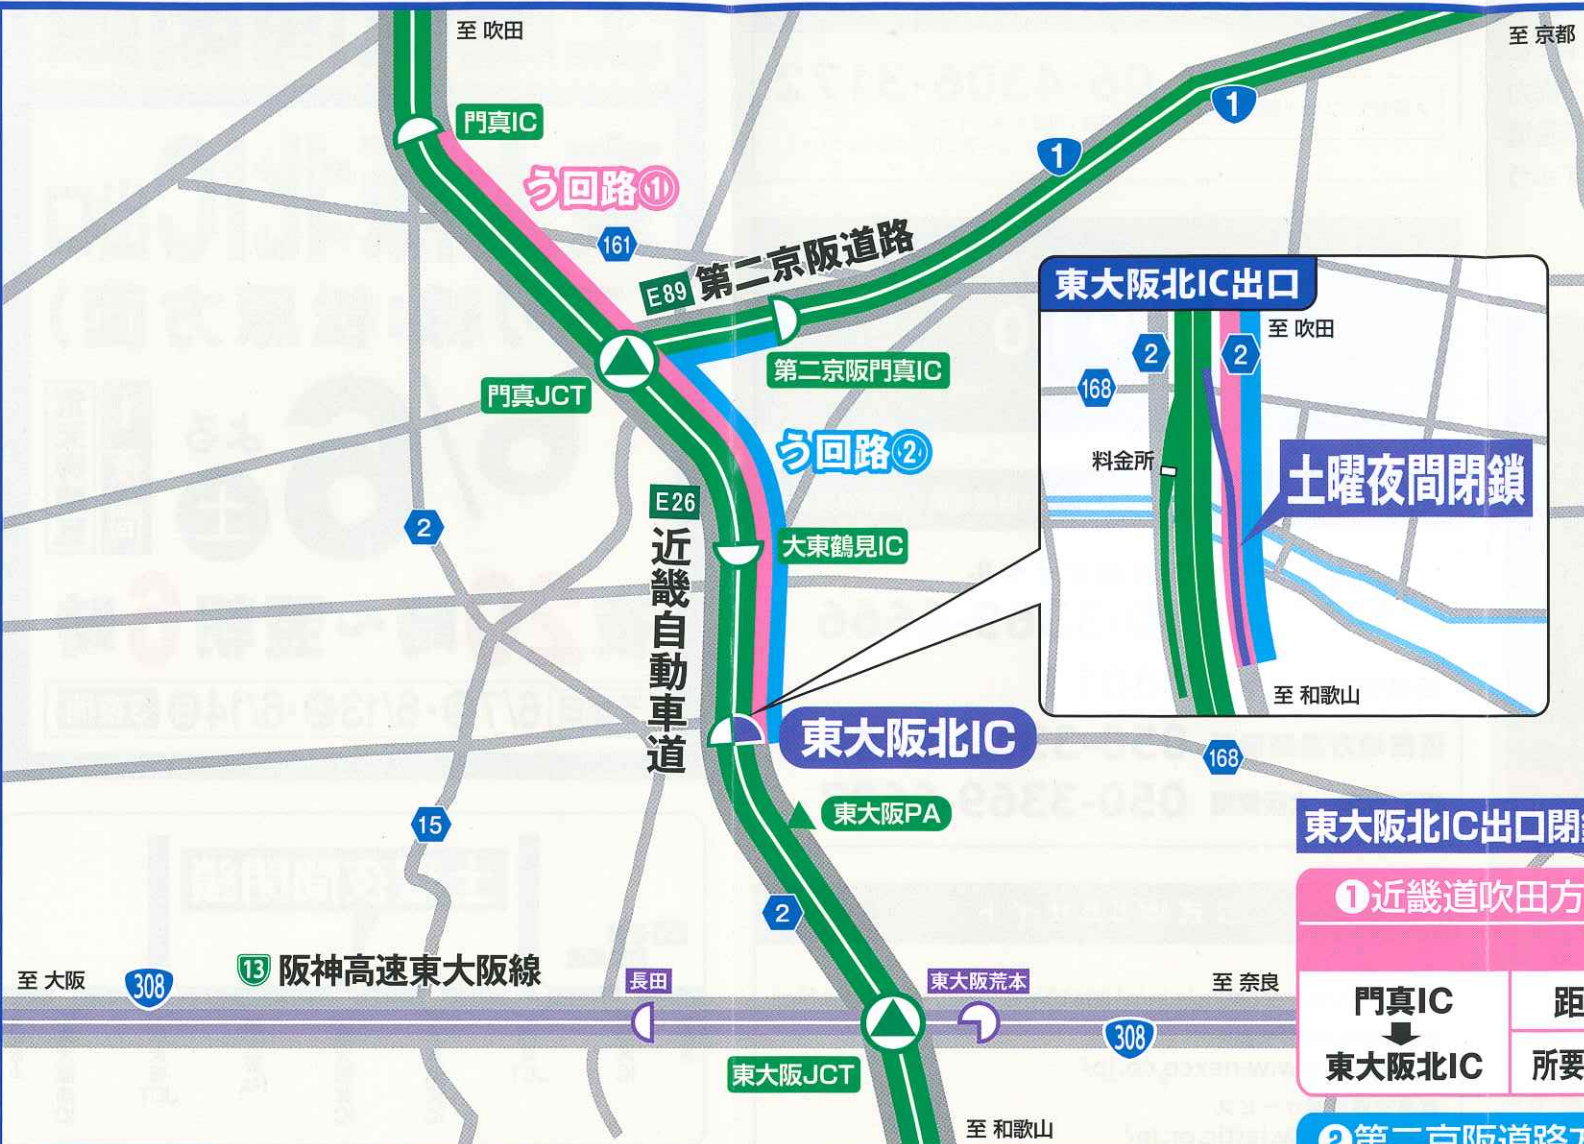 至 吹田
至 京都
門真IC
1
う回路①
1
161
E89 第二京阪道路
東大阪北IC出口
至 吹田
2
2
168
第二京阪門真IC
門真JCT
う回路②
料金所
土曜夜間閉鎖
E26
近畿自動車道
2
大東鶴見IC
至 和歌山
東大阪北IC
168
東大阪PA
15
東大阪北IC出口閉
❶近畿道吹田方
2
13 阪神高速東大阪線
至 大阪
308
長田
東大阪荒本
至 奈良
門真IC
距
308
東大阪北IC
所要
東大阪JCT
至 和歌山
❷第二京阪道路